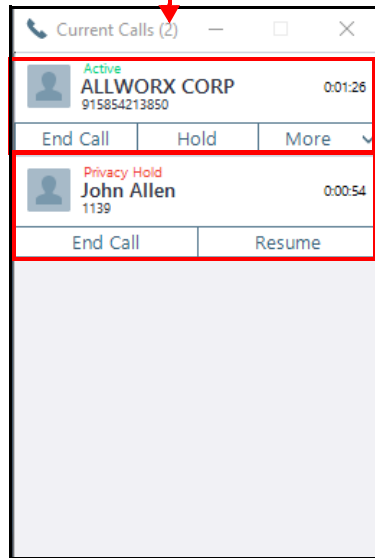 Current Calls (2)
Active
ALLWORX CORP
915854213850
0:01:26
End Call
Hold
More
Privacy Hold
John Allen
1139
0:00:54
End Call
Resume